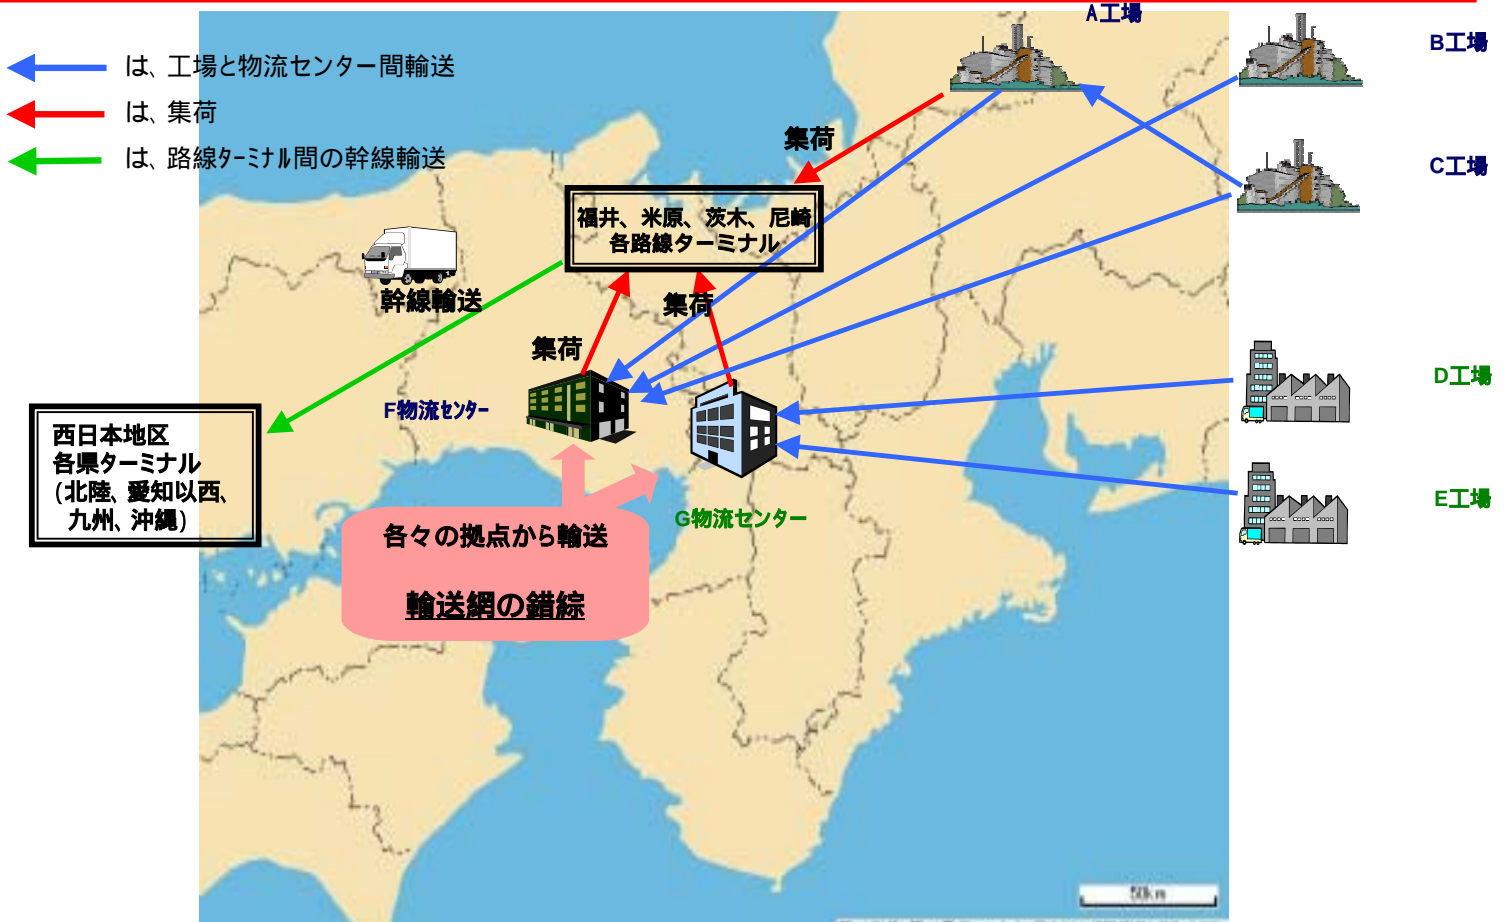 A工場
B工場
は、工場と物流センター間輸送
は、集荷
集荷
は、路線ﾀｰﾐﾅﾙ間の幹線輸送
C工場
福井、米原、茨木、尼崎
各路線ターミナル
幹線輸送
集荷
集荷
D工場
F物流ｾﾝﾀｰ
西日本地区
各県ターミナル
（北陸、愛知以西、
九州、沖縄）
E工場
G物流センター
各々の拠点から輸送
輸送網の錯綜
50km